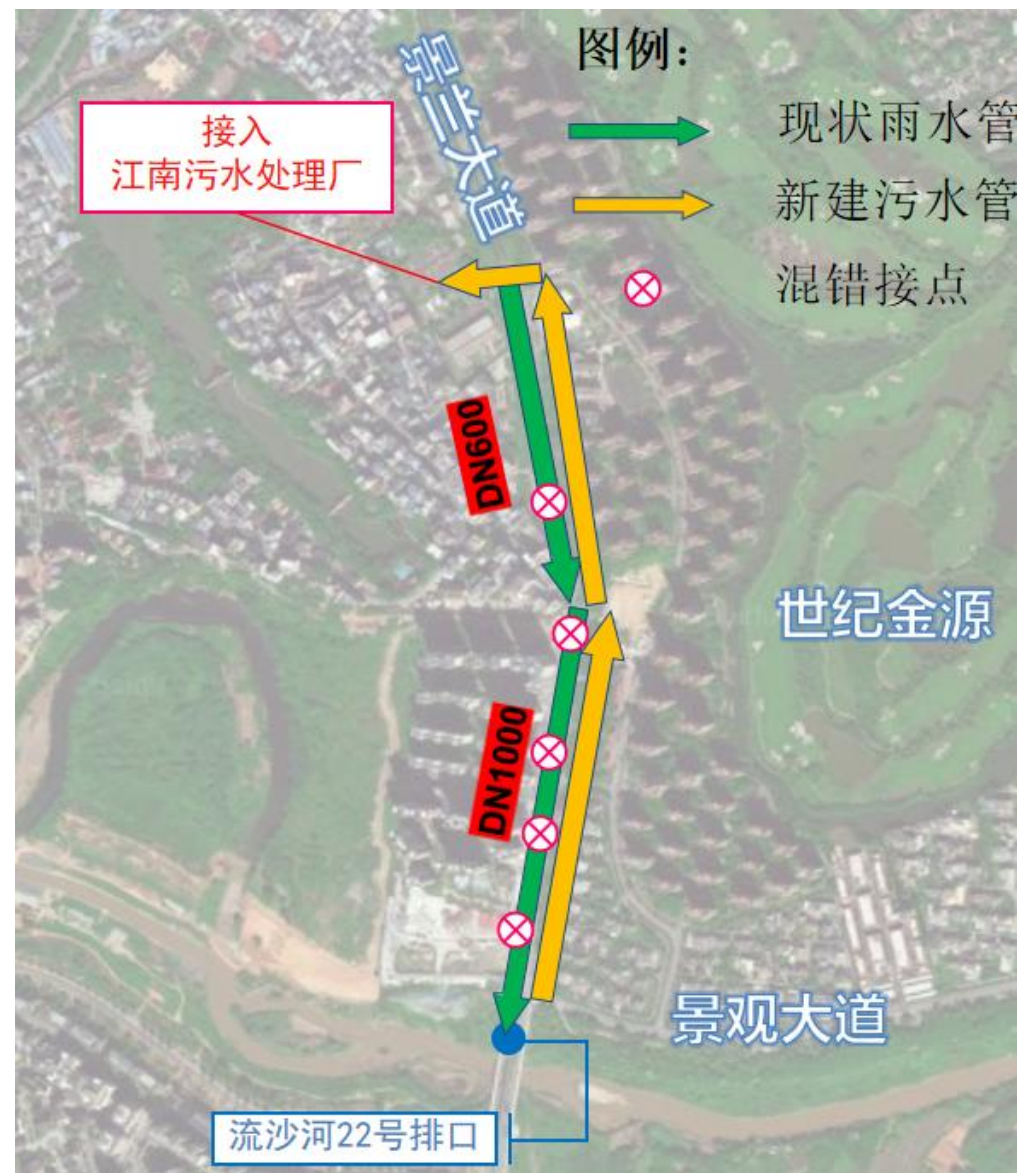 景兰大道
图例：
现状雨水管
新建污水管
混错接点
接入
江南污水处理厂
DN600
世纪金源
DN1000
景观大道
流沙河22号排口